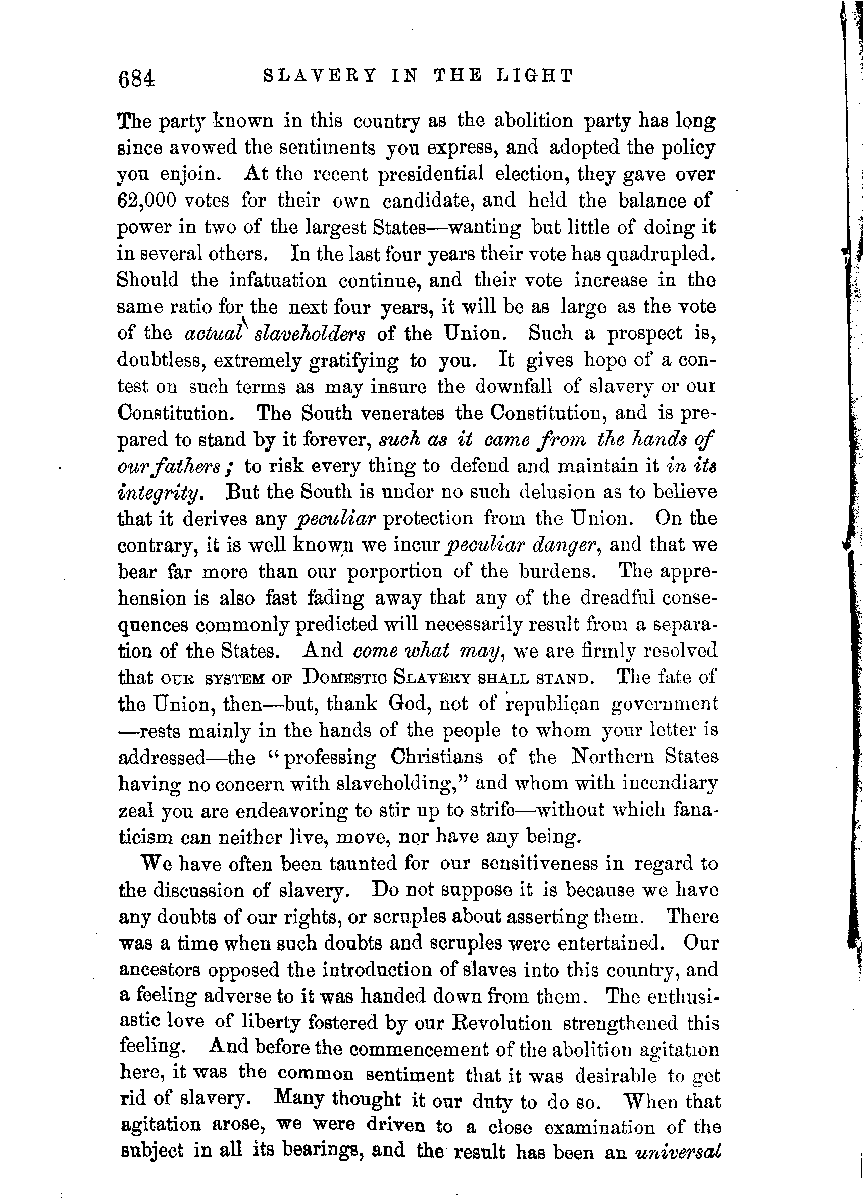 684 SLAVERY IN THE LIGHT
The party known in this country as the abolition party has long
since avowed the sentiments you express, and adopted the policy
you enjoin. At the recent presidential election, they gave over
62,000 votes for their own candidate, and held the balance of
power in two of the largest States—wanting but little of doing it
in several others. In the last four years their vote has quadrupled.
Should the infatuation continue, and their vote increase in the
same ratio for the next four years, it will be as large as the vote
of the actual slaveholders of the Union. Such a prospect is,
doubtless, extremely gratifying to you. It gives hope of a con-
test on such terms as may insure the downfall of slavery or our
Constitution. The South venerates the Constitution, and is pre-
pared to stand by it forever, such as it came from the hands of
our fathers; to risk every thing to defend and maintain it in its
integrity. But the South is under no such delusion as to believe
that it derives any peculiar protection from the Union. On the
contrary, it is well known we incur peculiar danger, and that we
bear far more than our porportion of the burdens. The appre-
hension is also fast fading away that any of the dreadful conse-
quences commonly predicted will necessarily result from a separa-
tion of the States. And come what may, we are firmly resolved
that OUR SYSTEM OF DOMESTIC SLAVERY SHALL STAND. The fate of
the Union, then—but, thank God, not of republican government
—rests mainly in the hands of the people to whom your letter is
addressed—the "professing Christians of the Northern States
having no concern with slaveholding," and whom with incendiary
zeal you are endeavoring to stir up to strife—without which fana-
ticism can neither live, move, nor have any being.
We have often been taunted for our sensitiveness in regard to
the discussion of slavery. Do not suppose it is because we have
any doubts of our rights, or scruples about asserting them. There
was a time when such doubts and scruples were entertained. Our
ancestors opposed the introduction of slaves into this country, and
a feeling adverse to it was handed down from them. The enthusi-
astic love of liberty fostered by our Revolution strengthened this
feeling. And before the commencement of the abolition agitation
here, it was the common sentiment that it was desirable to get
rid of slavery. Many thought it our duty to do so. When that
agitation arose, we were driven to a close examination of the
subject in all its bearings, and the result has been an universal